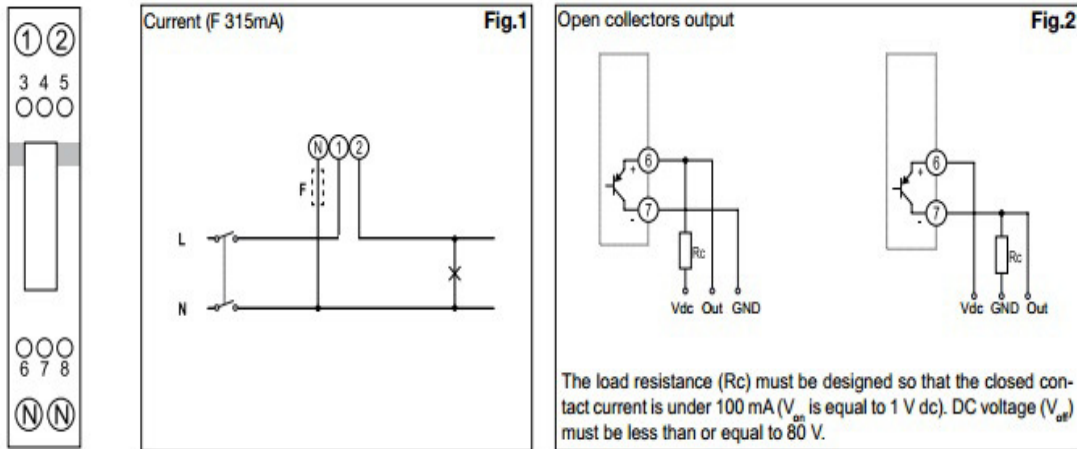 1 2
3 4 5
6 7 8
N N
Current (F 315mA) Fig.1
N 1 2
F
L
N
Open collectors output Fig.2
6
+
7
-
Rc
Vdc Out GND
6
+
7
-
Rc
Vdc GND Out
The load resistance (Rc) must be designed so that the closed con-
tact current is under 100 mA (Von is equal to 1 V dc). DC voltage (Voff)
must be less than or equal to 80 V.